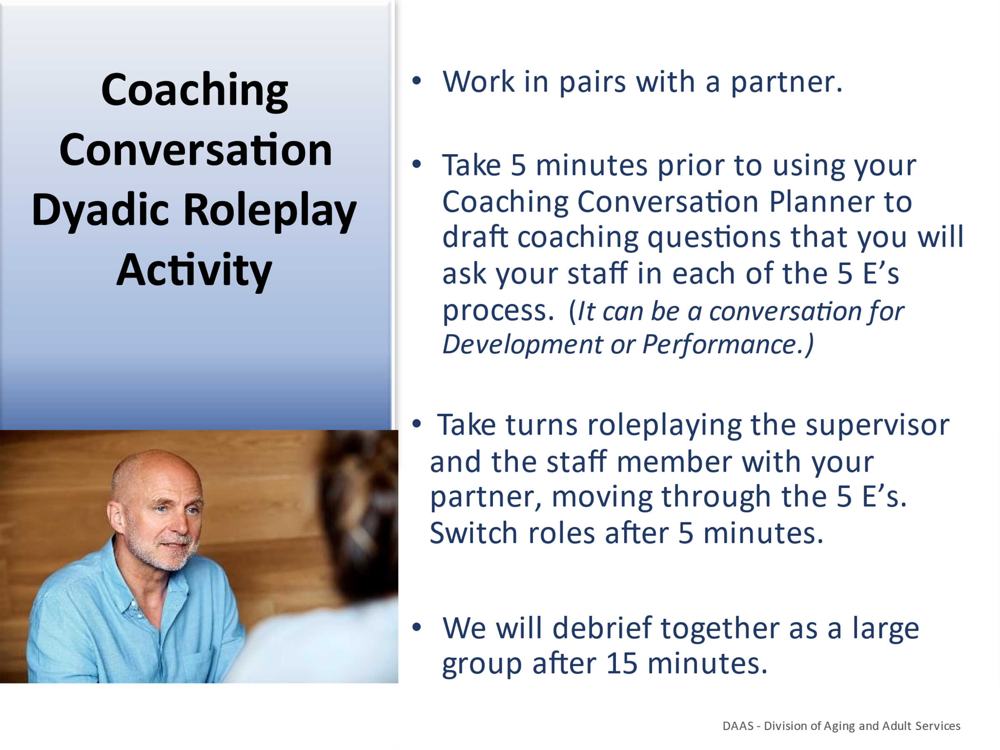 Coaching
Conversation
Dyadic Roleplay
Activity
• Work in pairs with a partner.
• Take 5 minutes prior to using your
Coaching Conversation Planner to
draft coaching questions that you will
ask your staff in each of the 5 E’s
process.  (It can be a conversation for
Development or Performance.)
• Take turns roleplaying the supervisor
and the staff member with your
partner, moving through the 5 E’s.
Switch roles after 5 minutes.
• We will debrief together as a large
group after 15 minutes.
DAAS - Division of Aging and Adult Services